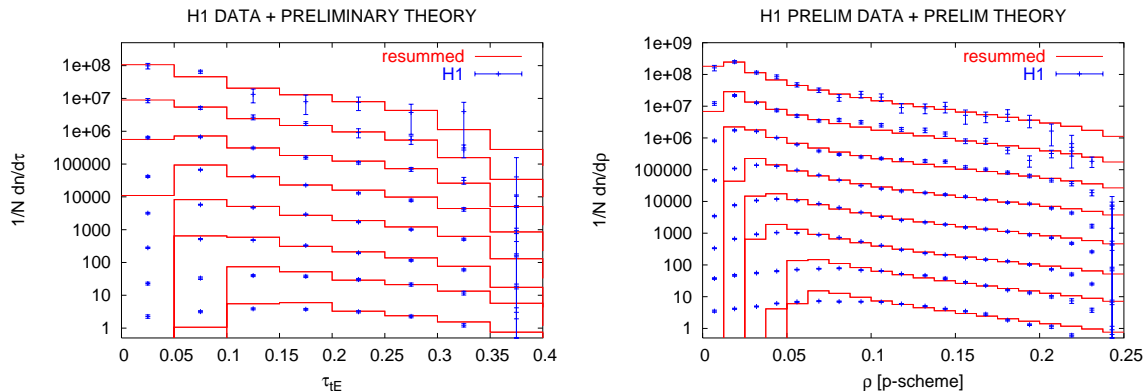 H1 DATA + PRELIMINARY THEORY
1/N dn/dτ
1e+08
1e+07
1e+06
100000
10000
1000
100
10
1
resummed
H1
0 0.05 0.1 0.15 0.2 0.25 0.3 0.35 0.4
τtE
H1 PRELIM DATA + PRELIM THEORY
1/N dn/dρ
1e+09
1e+08
1e+07
1e+06
100000
10000
1000
100
10
1
resummed
H1
0 0.05 0.1 0.15 0.2 0.25
ρ [p-scheme]